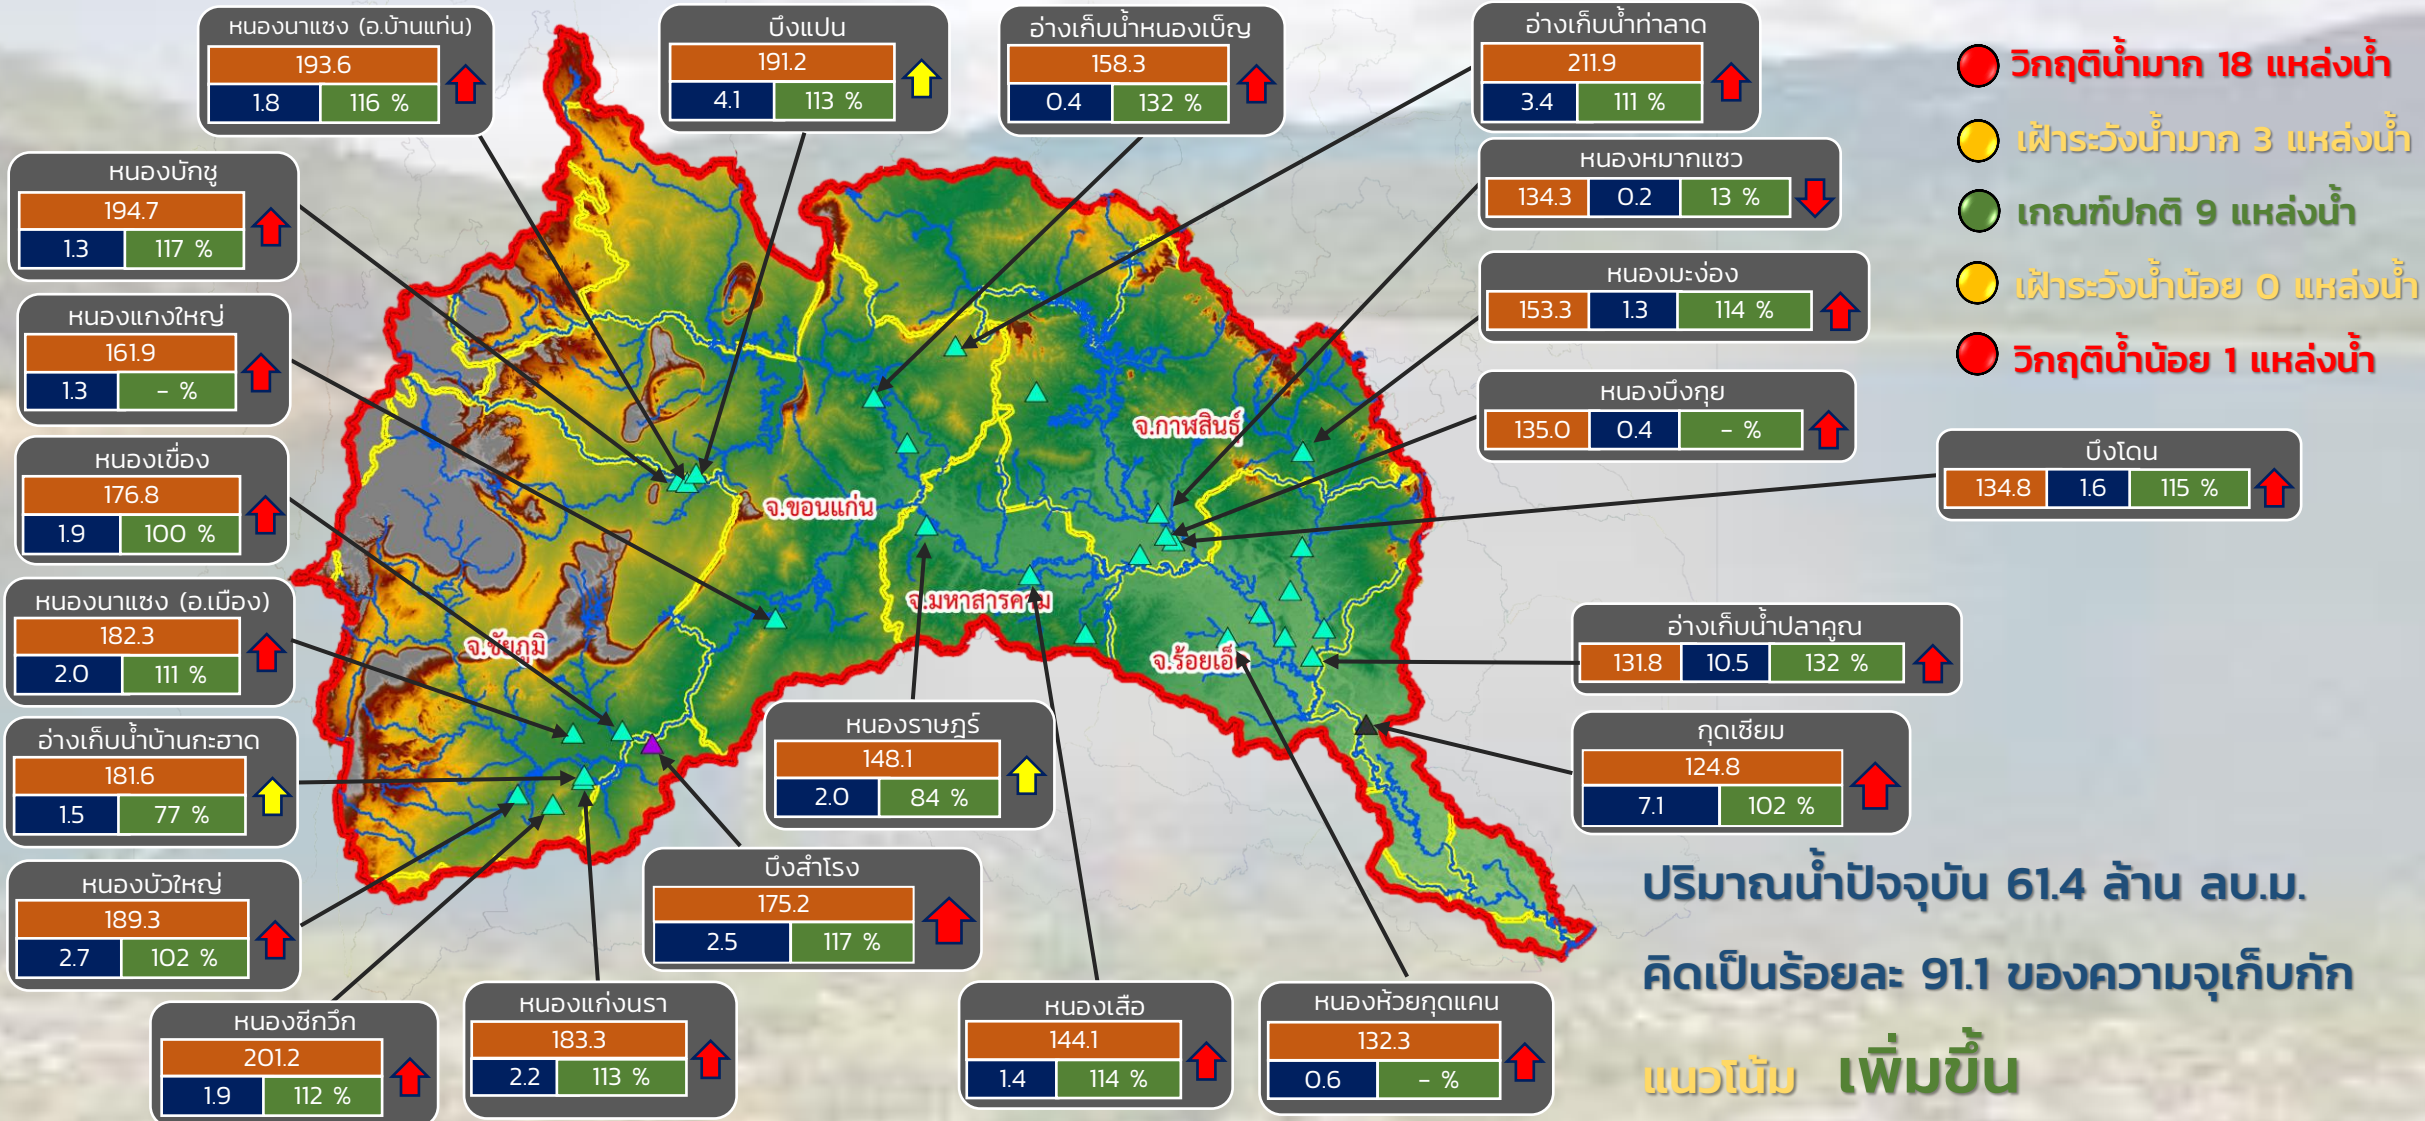 หนองนาแซง (อ.บ้านแท่น)
193.6
1.8 116 %
บึงแปน
191.2
4.1 113 %
อ่างเก็บน้ำหนองเบ็ญ
158.3
0.4 132 %
อ่างเก็บน้ำท่าลาด
211.9
3.4 111 %
วิกฤติน้ำมาก 18 แหล่งน้ำ
เฝ้าระวังน้ำมาก 3 แหล่งน้ำ
เกณฑ์ปกติ 9 แหล่งน้ำ
เฝ้าระวังน้ำน้อย 0 แหล่งน้ำ
วิกฤติน้ำน้อย 1 แหล่งน้ำ
หนองบักชู
194.7
1.3 117 %
หนองหมากแซว
134.3 0.2 13 %
หนองมะง่อง
153.3 1.3 114 %
หนองแกงใหญ่
161.9
1.3 - %
หนองบึงกุย
135.0 0.4 - %
บึงโดน
134.8 1.6 115 %
หนองเขื่อง
176.8
1.9 100 %
จ.กาฬสินธุ์
จ.ขอนแก่น
จ.มหาสารคาม
จ.ชัยภูมิ
จ.ร้อยเอ็ด
หนองนาแซง (อ.เมือง)
182.3
2.0 111 %
อ่างเก็บน้ำปลาคูณ
131.8 10.5 132 %
อ่างเก็บน้ำบ้านกะฮาด
181.6
1.5 77 %
หนองราษฎร์
148.1
2.0 84 %
กุดเซียม
124.8
7.1 102 %
หนองบัวใหญ่
189.3
2.7 102 %
บึงสำโรง
175.2
2.5 117 %
หนองซีกวึก
201.2
1.9 112 %
หนองแก่งนรา
183.3
2.2 113 %
หนองเสือ
144.1
1.4 114 %
หนองห้วยกุดแคน
132.3
0.6 - %
ปริมาณน้ำปัจจุบัน 61.4 ล้าน ลบ.ม.
คิดเป็นร้อยละ 91.1 ของความจุเก็บกัก
แนวโน้ม เพิ่มขึ้น